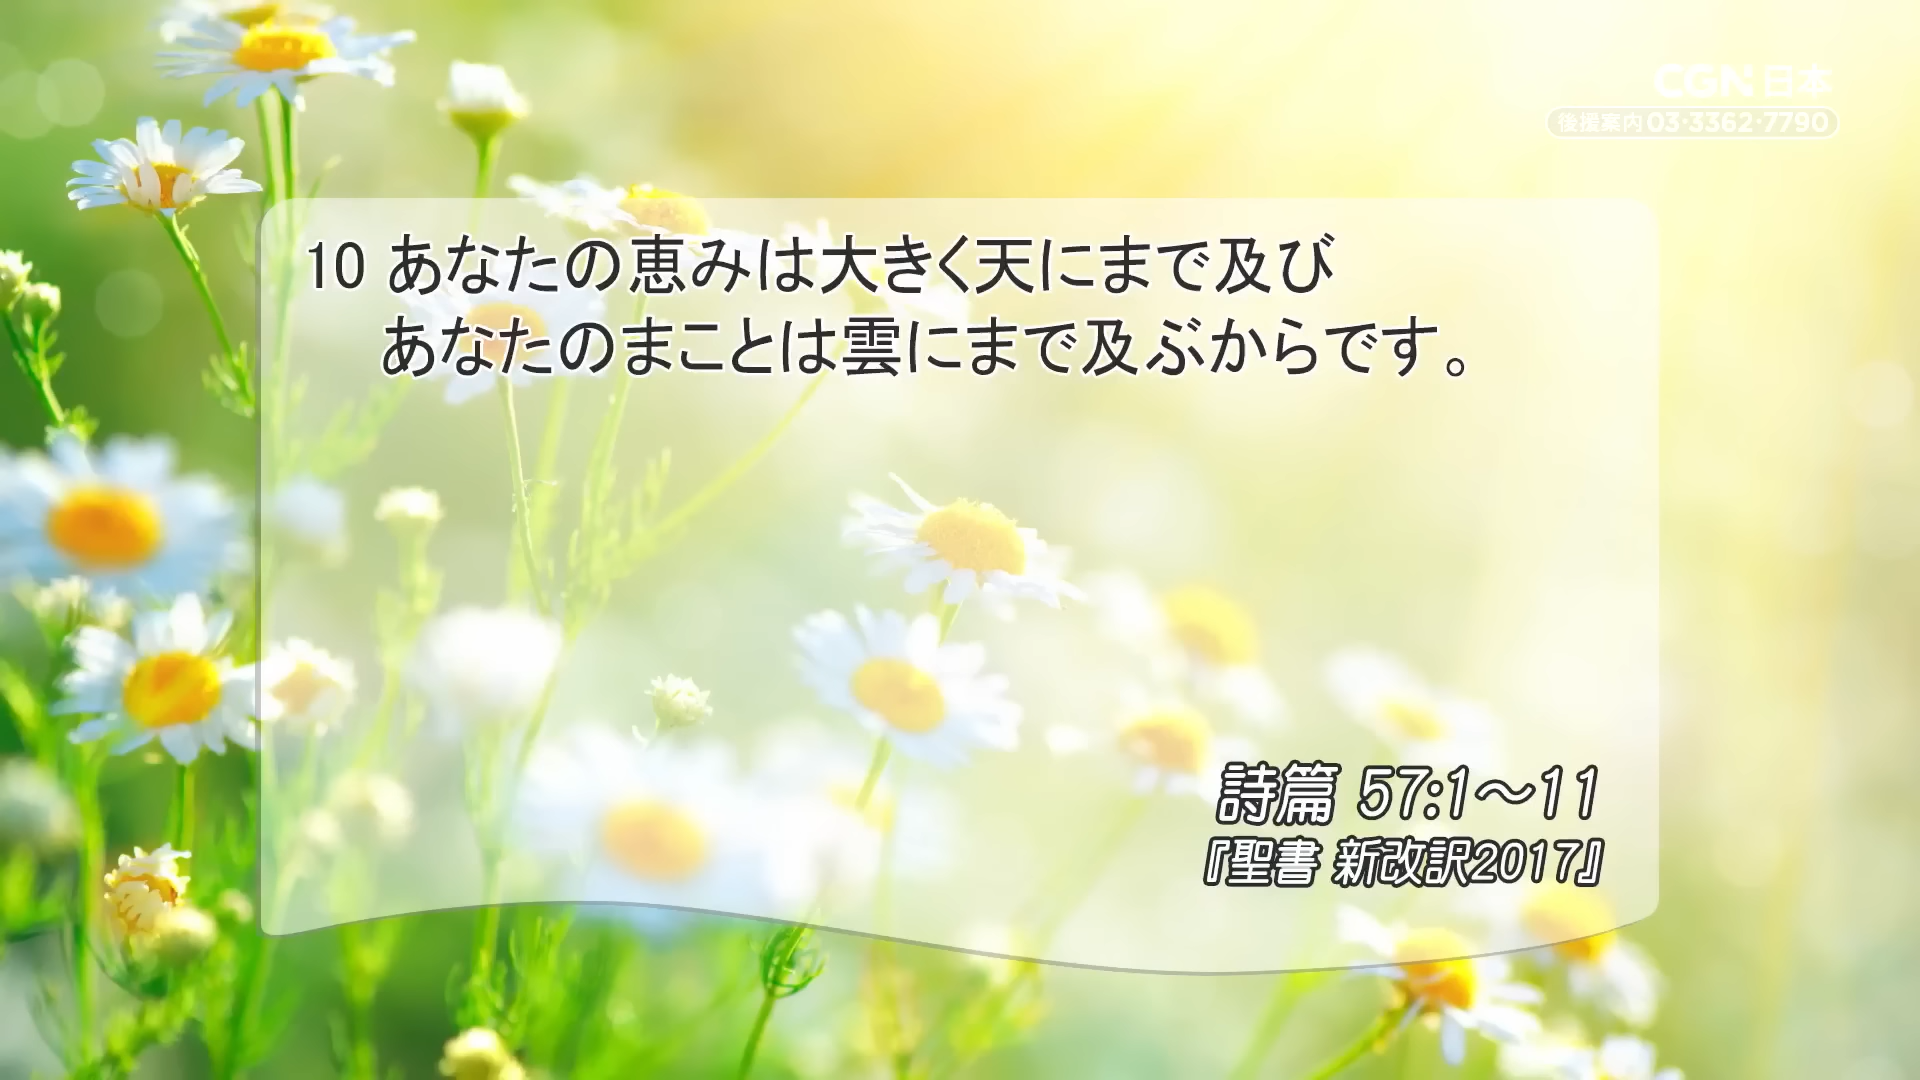 CGN日本
後援案内 03·3362·7790
10 あなたの恵みは大きく天にまで及び
あなたのまことは雲にまで及ぶからです。
詩篇 57:1〜11
『聖書 新改訳2017』